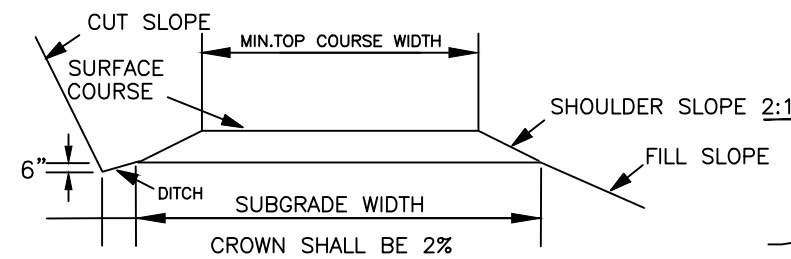 CUT SLOPE
MIN.TOP COURSE WIDTH
SURFACE
COURSE
SHOULDER SLOPE 2:1
FILL SLOPE
6"
DITCH
SUBGRADE WIDTH
CROWN SHALL BE 2%